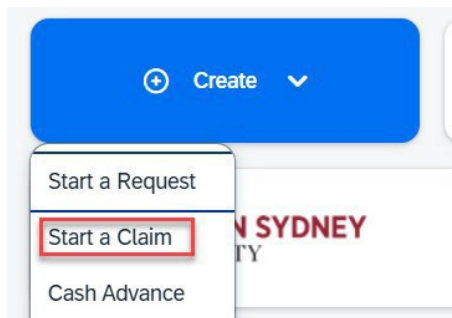 Create
Start a Request
Start a Claim
N SYDNEY
TY
Cash Advance